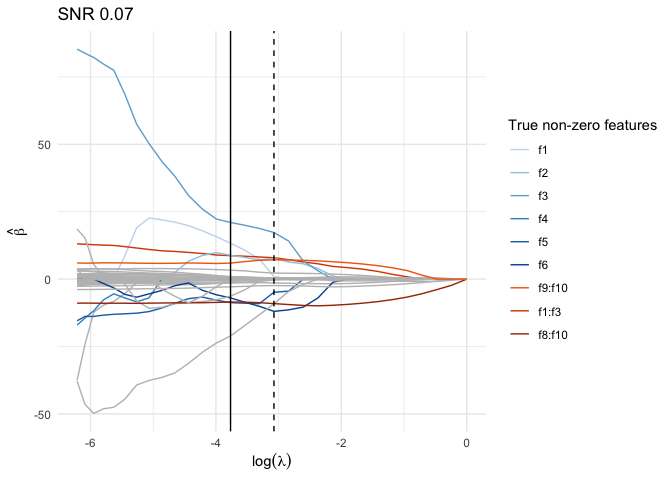 SNR 0.07
50
0
-50
β̂
-6
-4
-2
0
log(λ)
True non-zero features
f1
f2
f3
f4
f5
f6
f9:f10
f1:f3
f8:f10